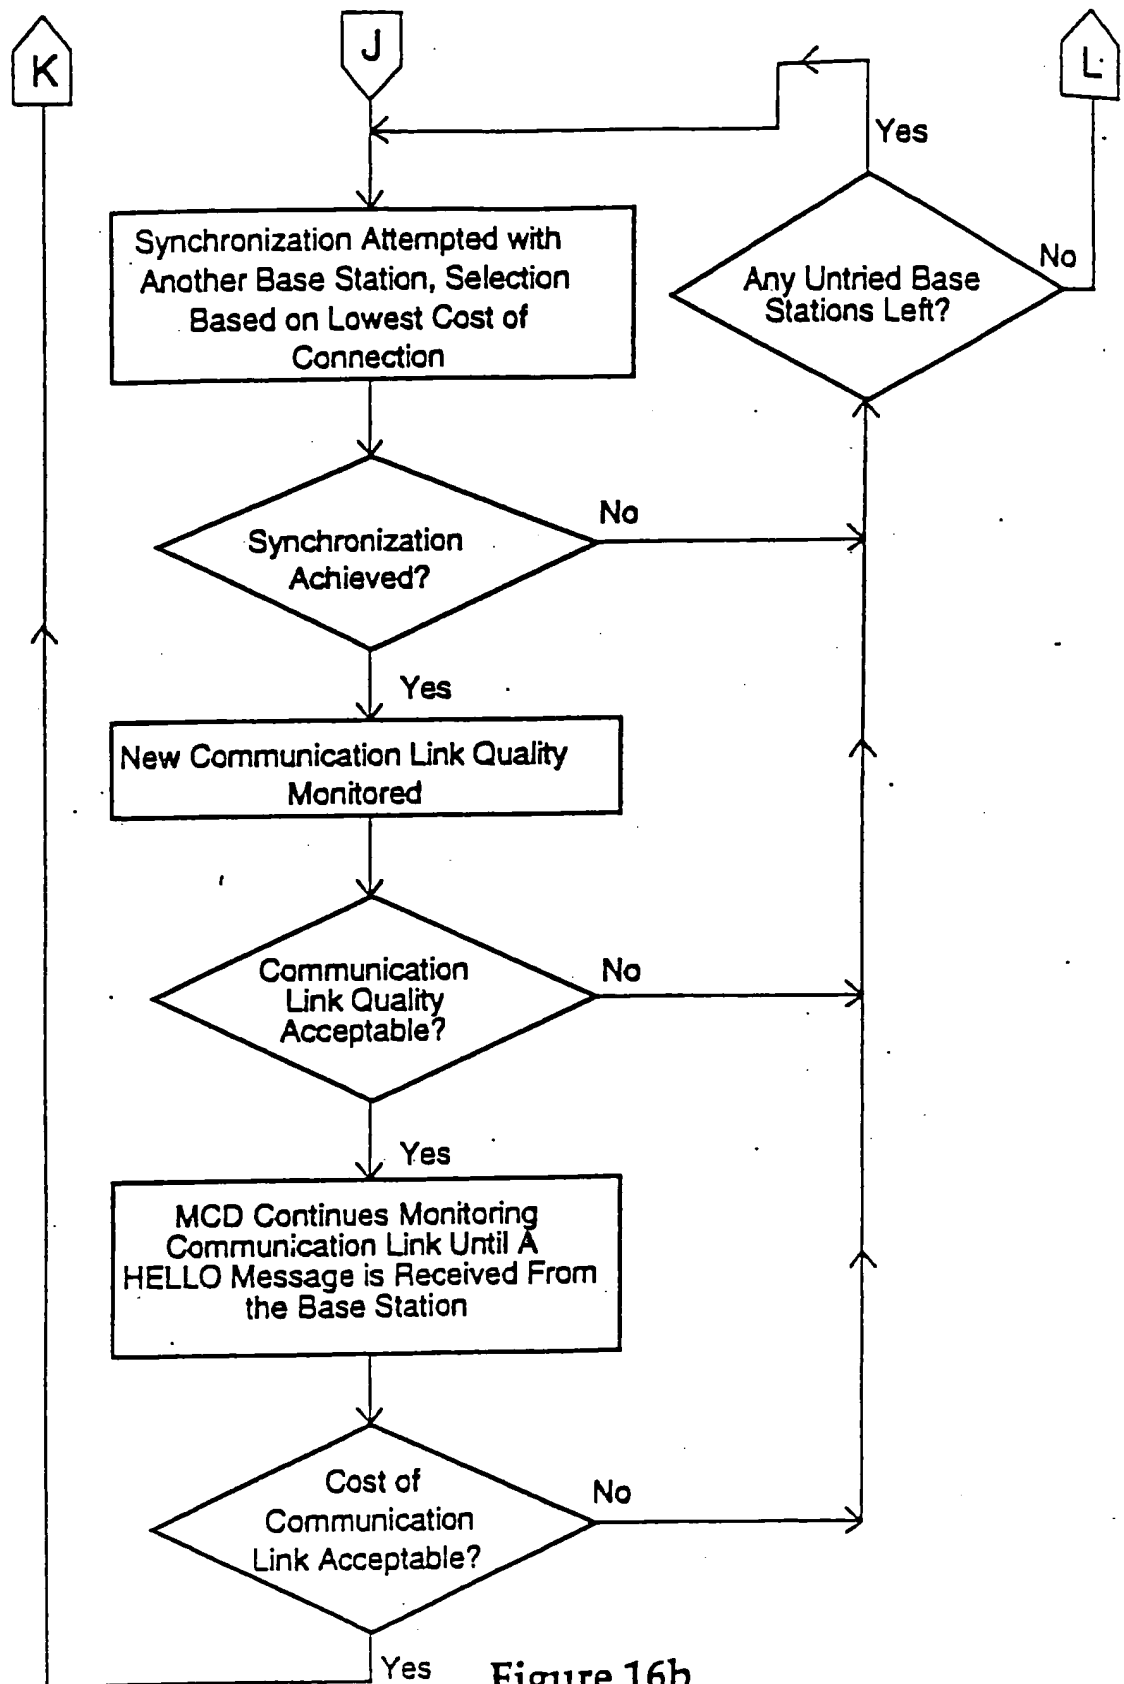 K
J
L
Yes
Synchronization Attempted with
Another Base Station, Selection
Based on Lowest Cost of
Connection
Any Untried Base
Stations Left?
No
Synchronization
Achieved?
No
Yes
New Communication Link Quality
Monitored
Communication
Link Quality
Acceptable?
No
Yes
MCD Continues Monitoring
Communication Link Until A
HELLO Message is Received From
the Base Station
Cost of
Communication
Link Acceptable?
No
Yes
Figure 16b